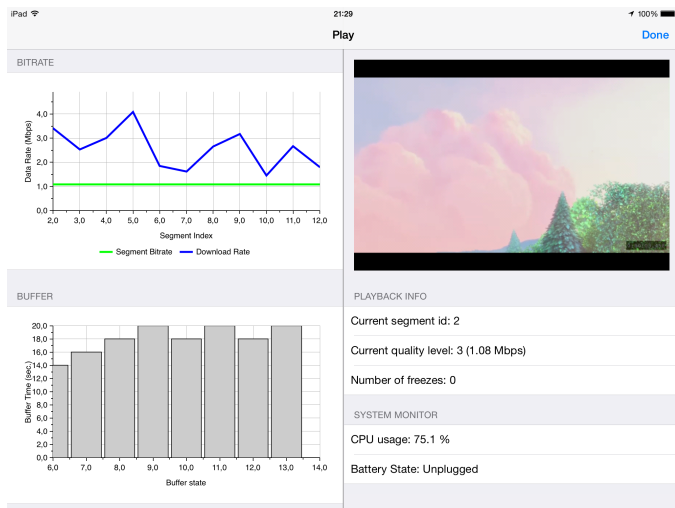 iPad 21:29 100%
Play Done
BITRATE
Data Rate (Mbps)
4,0
3,0
2,0
1,0
0,0
2,0 3,0 4,0 5,0 6,0 7,0 8,0 9,0 10,0 11,0 12,0
Segment Index
Segment Bitrate Download Rate
BUFFER
Buffer Time (sec.)
20,0
18,0
16,0
14,0
12,0
10,0
8,0
6,0
4,0
2,0
0,0
6,0 7,0 8,0 9,0 10,0 11,0 12,0 13,0 14,0
Buffer state
PLAYBACK INFO
Current segment id: 2
Current quality level: 3 (1.08 Mbps)
Number of freezes: 0
SYSTEM MONITOR
CPU usage: 75.1 %
Battery State: Unplugged